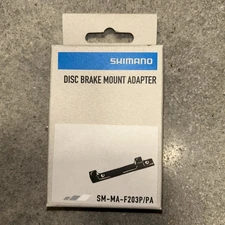 SHIMANO
DISC BRAKE MOUNT ADAPTER
SM-MA-F203P/PA